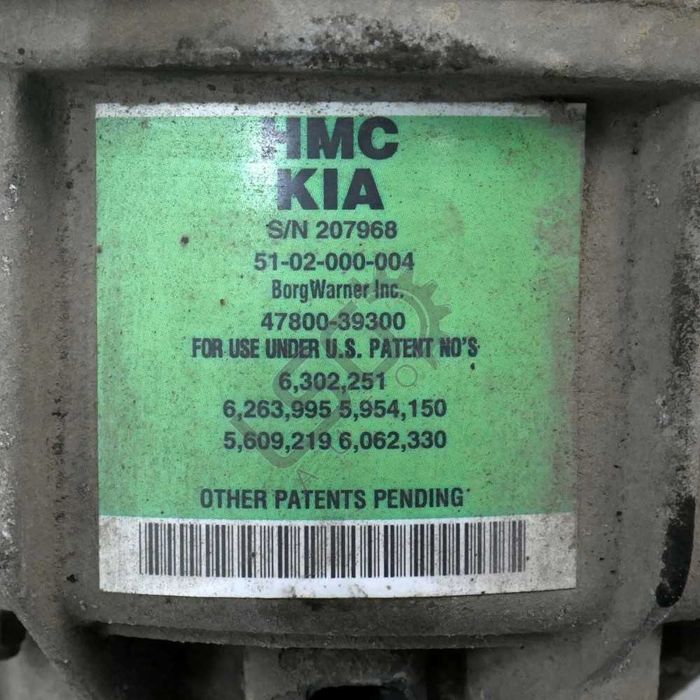 HMC
KIA
S/N 207968
51-02-000-004
BorgWarner Inc.
47800-39300
FOR USE UNDER U.S. PATENT NO'S
6,302,251
6,263,995 5,954,150
5,609,219 6,062,330
OTHER PATENTS PENDING